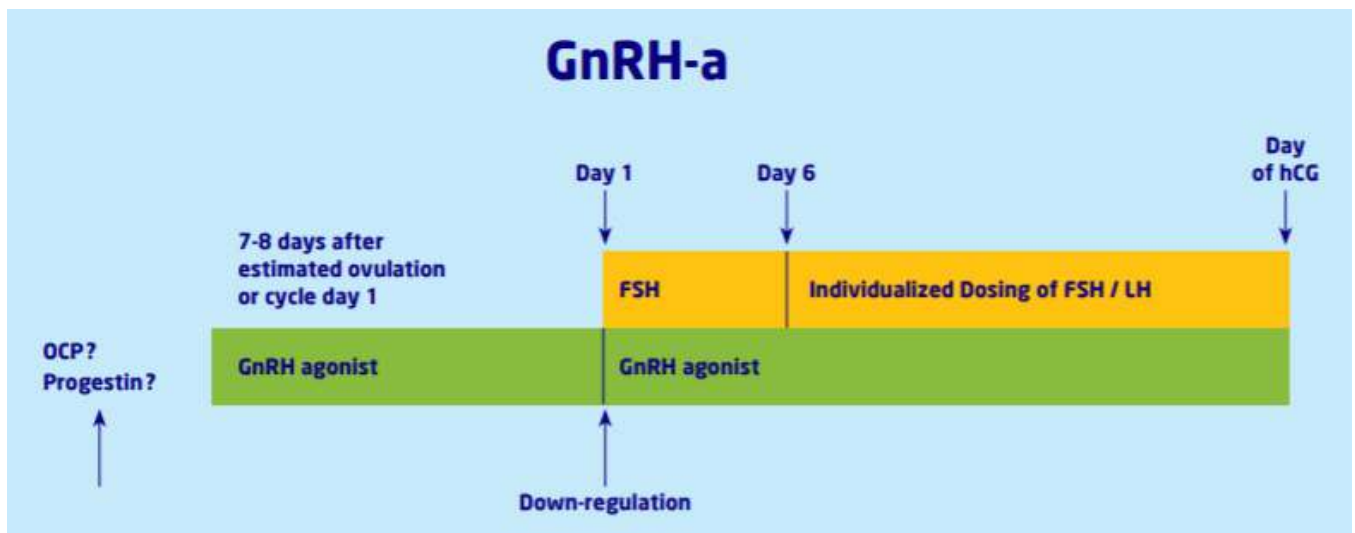 GnRH-a
Day 1
Day 6
Day
of hCG
7-8 days after
estimated ovulation
or cycle day 1
FSH
Individualized Dosing of FSH / LH
OCP?
Progestin?
GnRH agonist
GnRH agonist
Down-regulation